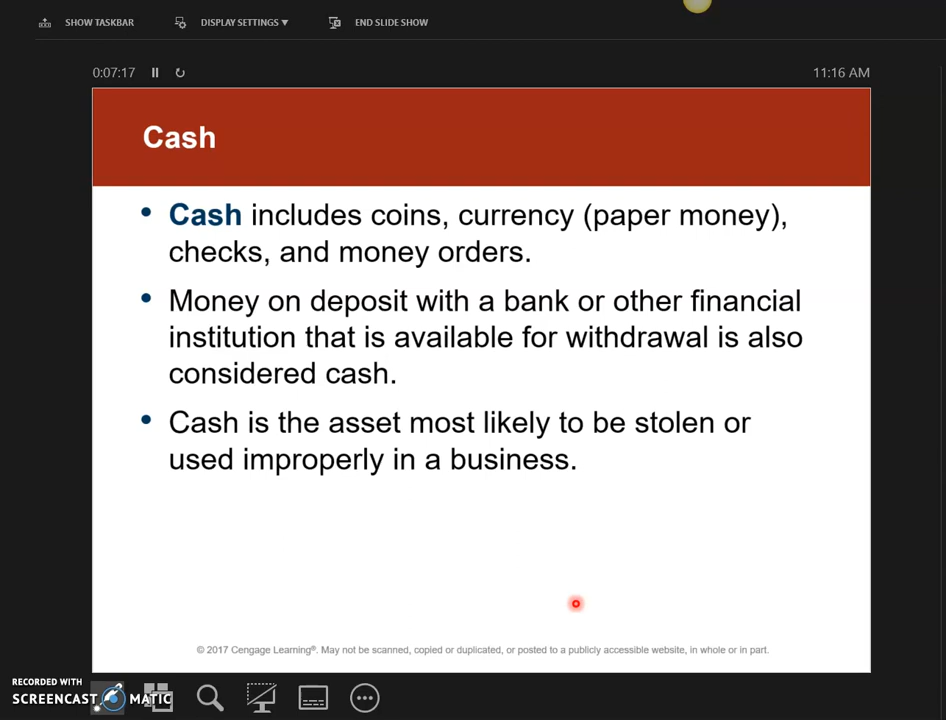 SHOW TASKBAR DISPLAY SETTINGS ▼ END SLIDE SHOW
0:07:17 11:16 AM
Cash
• Cash includes coins, currency (paper money),
checks, and money orders.
• Money on deposit with a bank or other financial
institution that is available for withdrawal is also
considered cash.
• Cash is the asset most likely to be stolen or
used improperly in a business.
© 2017 Cengage Learning®. May not be scanned, copied or duplicated, or posted to a publicly accessible website, in whole or in part.
RECORDED WITH
SCREENCAST MATIC